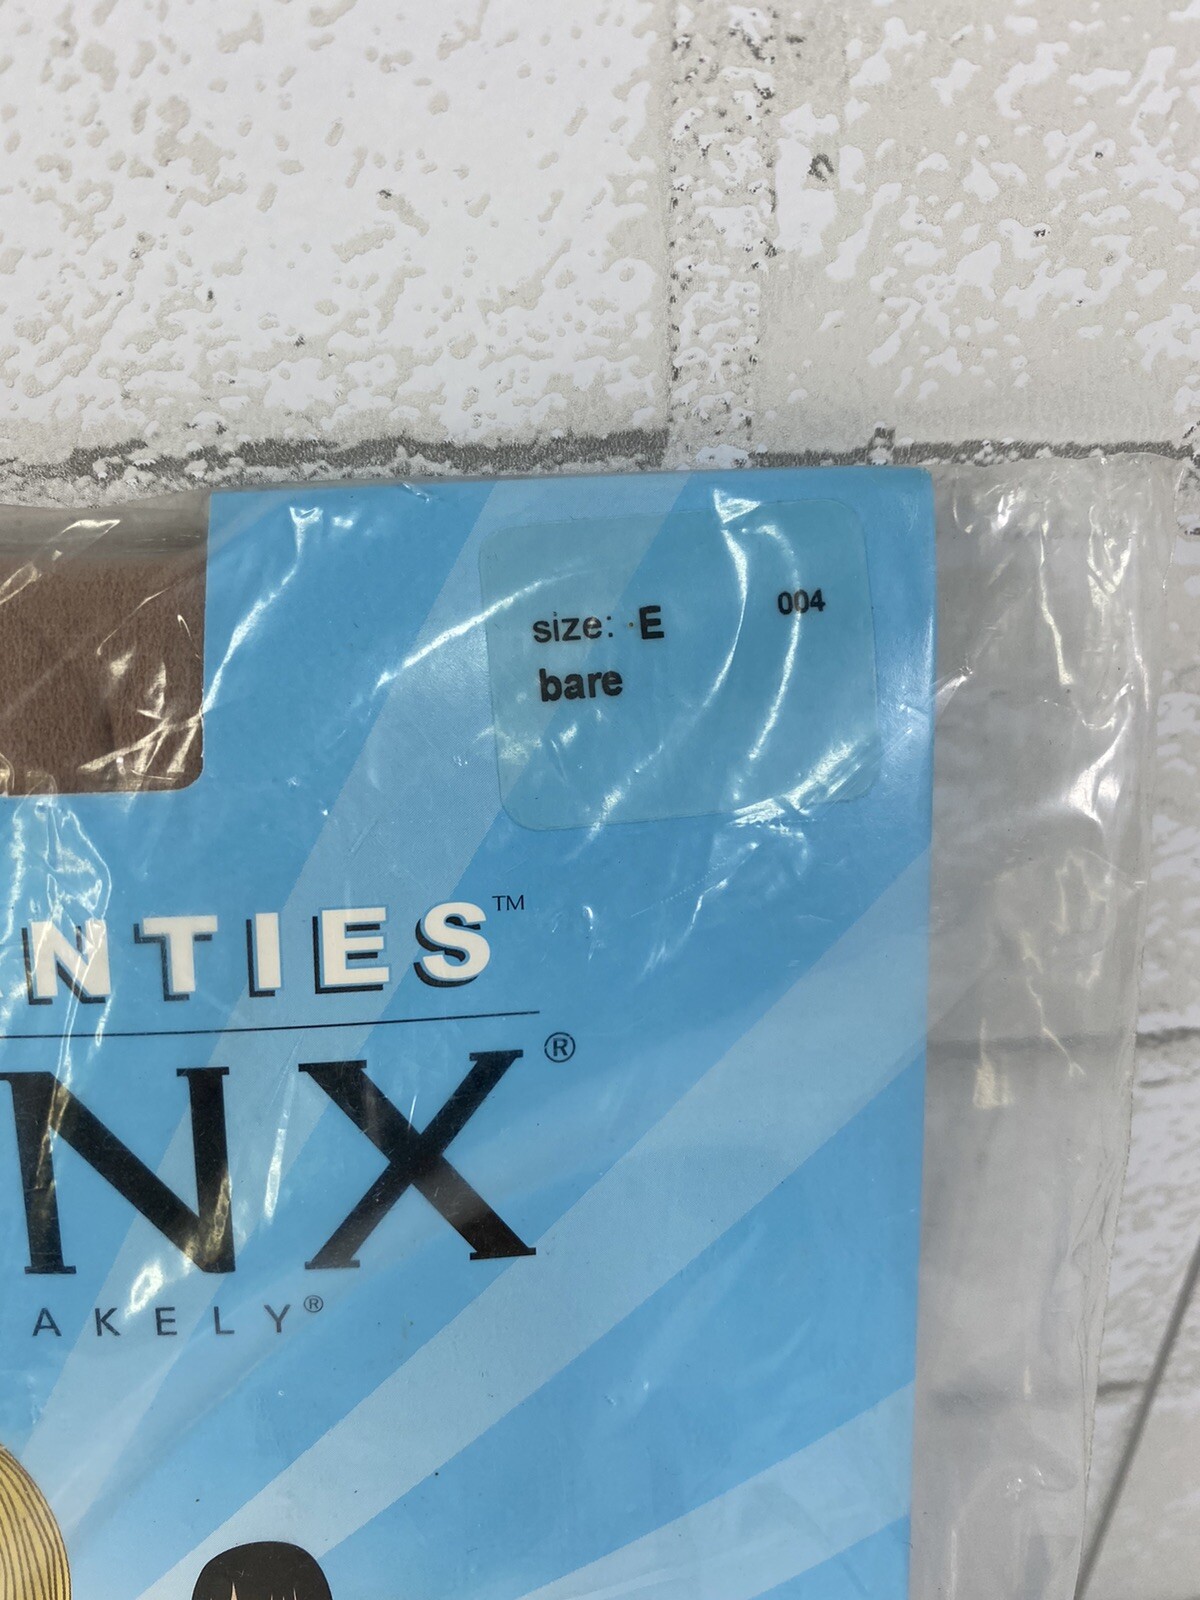 size: E 004
bare
NTIES™
NX®
AKELY®